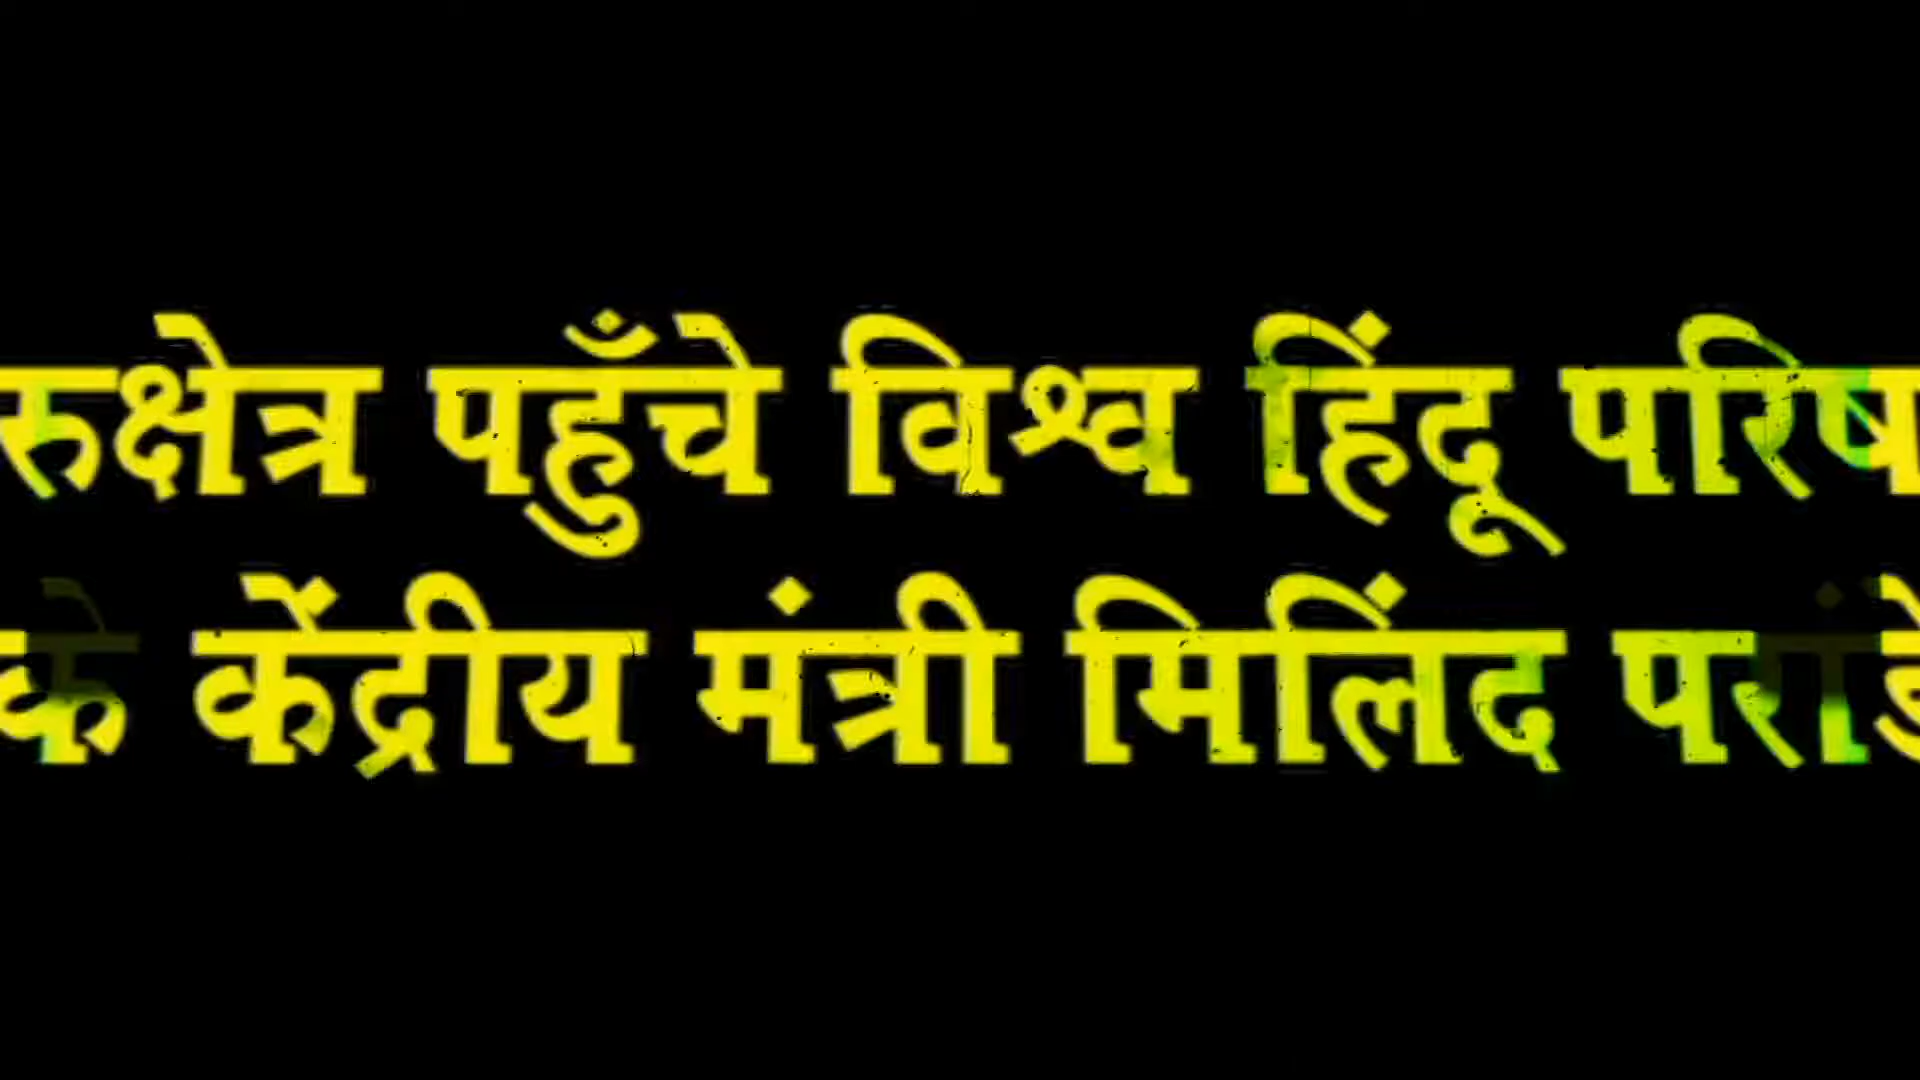 रुक्षेत्र पहुँचे विश्व हिंदू परिष
के केंद्रीय मंत्री मिलिंद परांडे